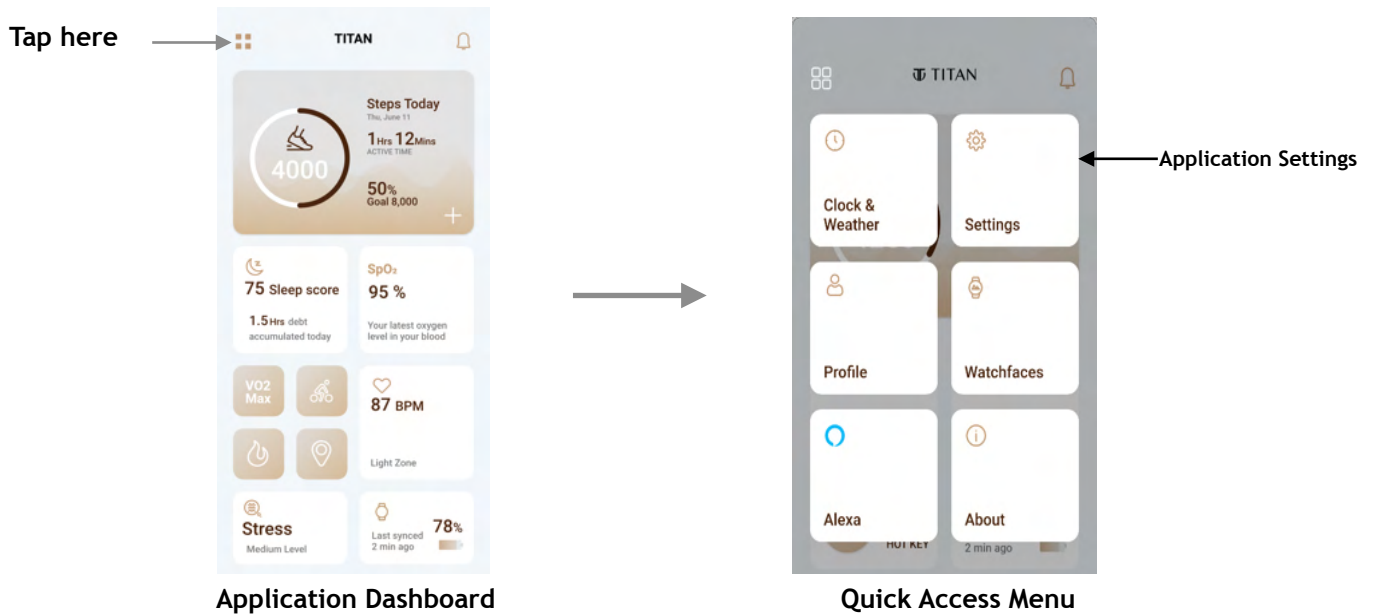 Tap here
TITAN
Steps Today
Thu, June 11
1Hrs 12Mins
ACTIVE TIME
4000
50%
Goal 8,000
75 Sleep score
1.5Hrs debt
accumulated today
SpO₂
95 %
Your latest oxygen
level in your blood
VO2
Max
87 BPM
Light Zone
Stress
Medium Level
Last synced
2 min ago
78%
Application Dashboard
TITAN
Clock &
Weather
Settings
Application Settings
Profile
Watchfaces
Alexa
About
HOT KEY
2 min ago
Quick Access Menu